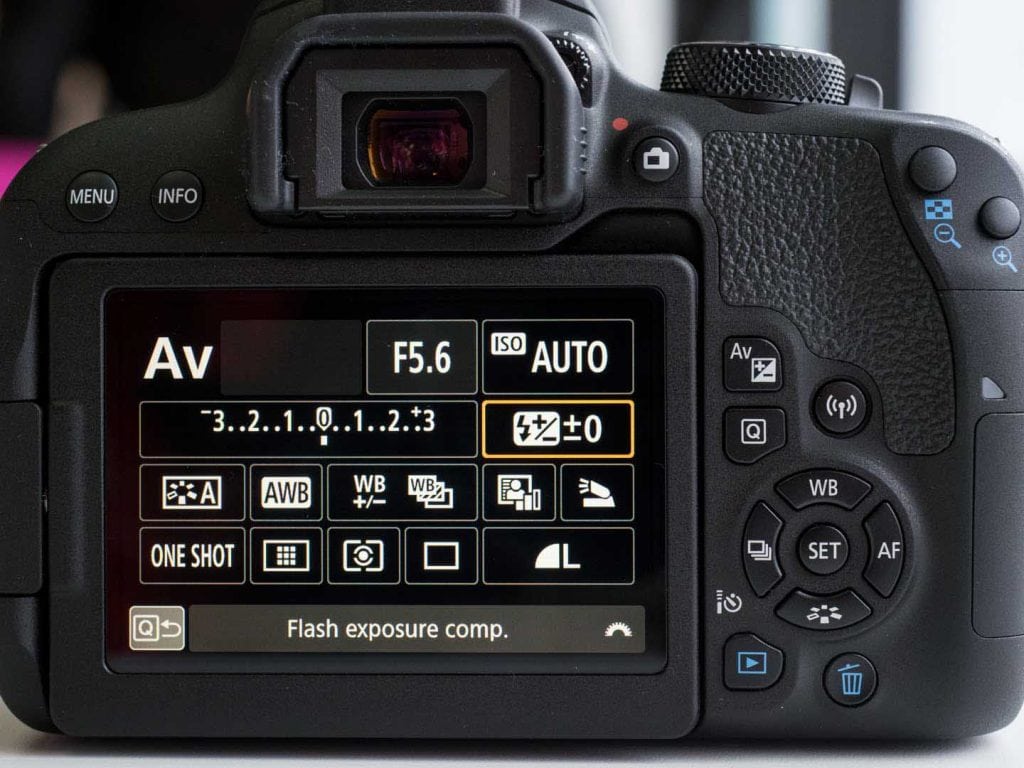 MENU INFO
Av F5.6 ISO AUTO
-3..2..1..0..1..2..+3 ±0
A AWB WB +/- WB
ONE SHOT L
Q Flash exposure comp.
Av
Q
WB
SET AF